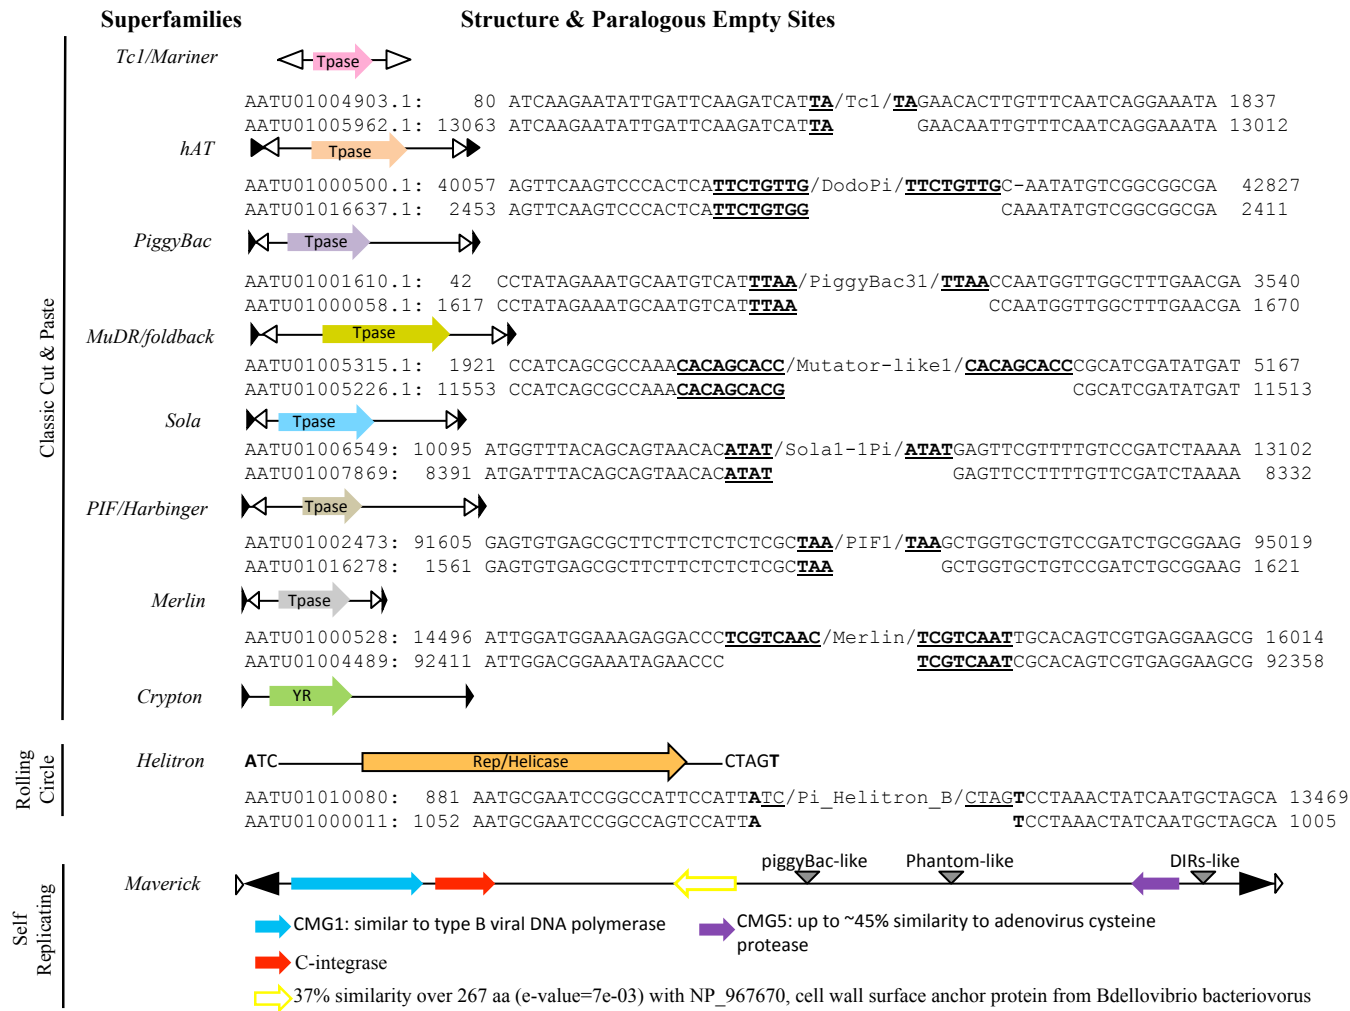 Superfamilies Structure & Paralogous Empty Sites
Classic Cut & Paste
Tc1/Mariner Tpase
AATU01004903.1: 80 ATCAAGAATATTGATTCAAGATCATTA/Tc1/TAGAACACTTGTTTCAATCAGGAAATA 1837
AATU01005962.1: 13063 ATCAAGAATATTGATTCAAGATCATTA GAACAATTGTTTCAATCAGGAAATA 13012
hAT Tpase
AATU01000500.1: 40057 AGTTCAAGTCCCACTCATTCTGTTG/DodoPi/TTCTGTTGC-AATATGTCGGCGGCGA 42827
AATU01016637.1: 2453 AGTTCAAGTCCCACTCATTCTGTGG CAAATATGTCGGCGGCGA 2411
PiggyBac Tpase
AATU01001610.1: 42 CCTATAGAAATGCAATGTCATTTAA/PiggyBac31/TTAACCAATGGTTGGCTTTGAACGA 3540
AATU01000058.1: 1617 CCTATAGAAATGCAATGTCATTTAA CCAATGGTTGGCTTTGAACGA 1670
MuDR/foldback Tpase
AATU01005315.1: 1921 CCATCAGCGCCAAACACAGCACC/Mutator-like1/CACAGCACCCGCATCGATATGAT 5167
AATU01005226.1: 11553 CCATCAGCGCCAAACACAGCACG CGCATCGATATGAT 11513
Sola Tpase
AATU01006549: 10095 ATGGTTTACAGCAGTAACACATAT/Sola1-1Pi/ATATGAGTTCGTTTTGTCCGATCTAAAA 13102
AATU01007869: 8391 ATGATTTACAGCAGTAACACATAT GAGTTCCTTTTGTTCGATCTAAAA 8332
PIF/Harbinger Tpase
AATU01002473: 91605 GAGTGTGAGCGCTTCTTCTCTCTCGCTAA/PIF1/TAAGCTGGTGCTGTCCGATCTGCGGAAG 95019
AATU01016278: 1561 GAGTGTGAGCGCTTCTTCTCTCTCGCTAA GCTGGTGCTGTCCGATCTGCGGAAG 1621
Merlin Tpase
AATU01000528: 14496 ATTGGATGGAAAGAGGACCCTCGTCAAC/Merlin/TCGTCAATTGCACAGTCGTGAGGAAGCG 16014
AATU01004489: 92411 ATTGGACGGAAATAGAACCC TCGTCAATCGCACAGTCGTGAGGAAGCG 92358
Crypton YR
Rolling
Circle
Helitron ATC Rep/Helicase CTAGT
AATU01010080: 881 AATGCGAATCCGGCCATTCCATTATC/Pi_Helitron_B/CTAGTCCTAAACTATCAATGCTAGCA 13469
AATU01000011: 1052 AATGCGAATCCGGCCAGTCCATTA TCCTAAACTATCAATGCTAGCA 1005
Self
Replicating
piggyBac-like Phantom-like DIRs-like
Maverick
CMG1: similar to type B viral DNA polymerase
CMG5: up to ~45% similarity to adenovirus cysteine
protease
C-integrase
37% similarity over 267 aa (e-value=7e-03) with NP_967670, cell wall surface anchor protein from Bdellovibrio bacteriovorus